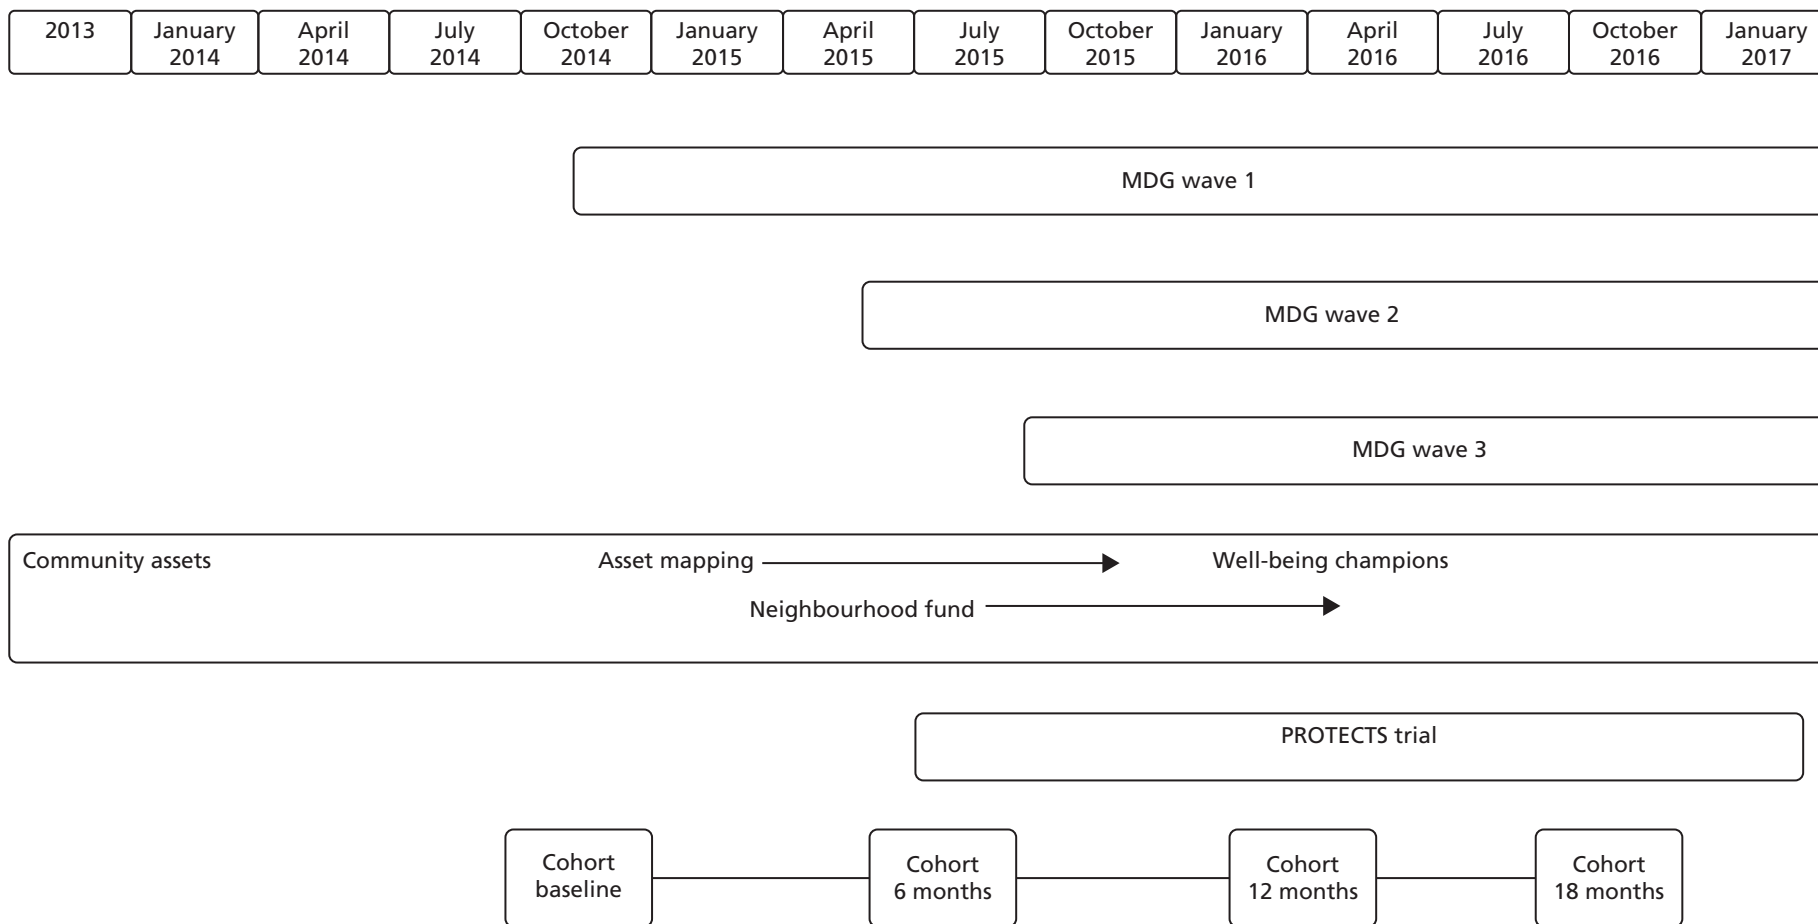 2013
January
2014
April
2014
July
2014
October
2014
January
2015
April
2015
July
2015
October
2015
January
2016
April
2016
July
2016
October
2016
January
2017
MDG wave 1
MDG wave 2
MDG wave 3
Community assets
Asset mapping
Well-being champions
Neighbourhood fund
PROTECTS trial
Cohort
baseline
Cohort
6 months
Cohort
12 months
Cohort
18 months